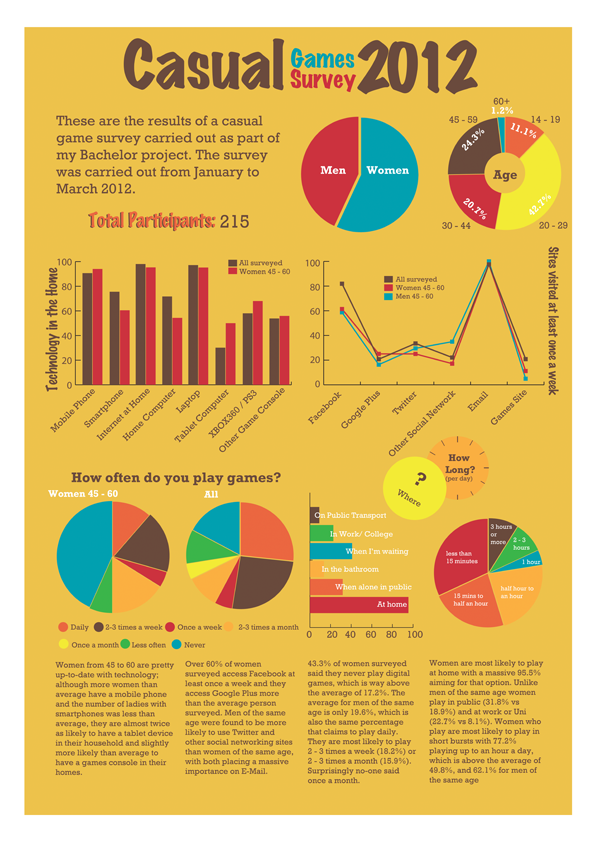 Casual Games Survey 2012
These are the results of a casual
game survey carried out as part of
my Bachelor project. The survey
was carried out from January to
March 2012.
Total Participants: 215
Men
Women
60+
1.2%
45 - 59
14 - 19
24.3%
11.1%
Age
20.7%
42.7%
30 - 44
20 - 29
Technology in the Home
100
80
60
40
20
0
All surveyed
Women 45 - 60
Mobile Phone
Smartphone
Internet at Home
Home Computer
Laptop
Tablet Computer
XBOX360 / PS3
Other Game Console
Sites visited at least once a week
100
80
60
40
20
0
All surveyed
Women 45 - 60
Men 45 - 60
Facebook
Google Plus
Twitter
Other Social Network
Email
Games Site
How often do you play games?
Women 45 - 60
All
Daily
2-3 times a week
Once a week
2-3 times a month
Once a month
Less often
Never
?
Where
How
Long?
(per day)
On Public Transport
In Work/ College
When I'm waiting
In the bathroom
When alone in public
At home
0 20 40 60 80 100
3 hours
or
more
2 - 3
hours
1 hour
half hour to
an hour
15 mins to
half an hour
less than
15 minutes
Women from 45 to 60 are pretty
up-to-date with technology;
although more women than
average have a mobile phone
and the number of ladies with
smartphones was less than
average, they are almost twice
as likely to have a tablet device
in their household and slightly
more likely than average to
have a games console in their
homes.
Over 60% of women
surveyed access Facebook at
least once a week and they
access Google Plus more
than the average person
surveyed. Men of the same
age were found to be more
likely to use Twitter and
other social networking sites
than women of the same age,
with both placing a massive
importance on E-Mail.
43.3% of women surveyed
said they never play digital
games, which is way above
the average of 17.2%. The
average for men of the same
age is only 19.6%, which is
also the same percentage
that claims to play daily.
They are most likely to play
2 - 3 times a week (18.2%) or
2 - 3 times a month (15.9%).
Surprisingly no-one said
once a month.
Women are most likely to play
at home with a massive 95.5%
aiming for that option. Unlike
men of the same age women
play in public (31.8% vs
18.9%) and at work or Uni
(22.7% vs 8.1%). Women who
play are most likely to play in
short bursts with 77.2%
playing up to an hour a day,
which is above the average of
49.8%, and 62.1% for men of
the same age